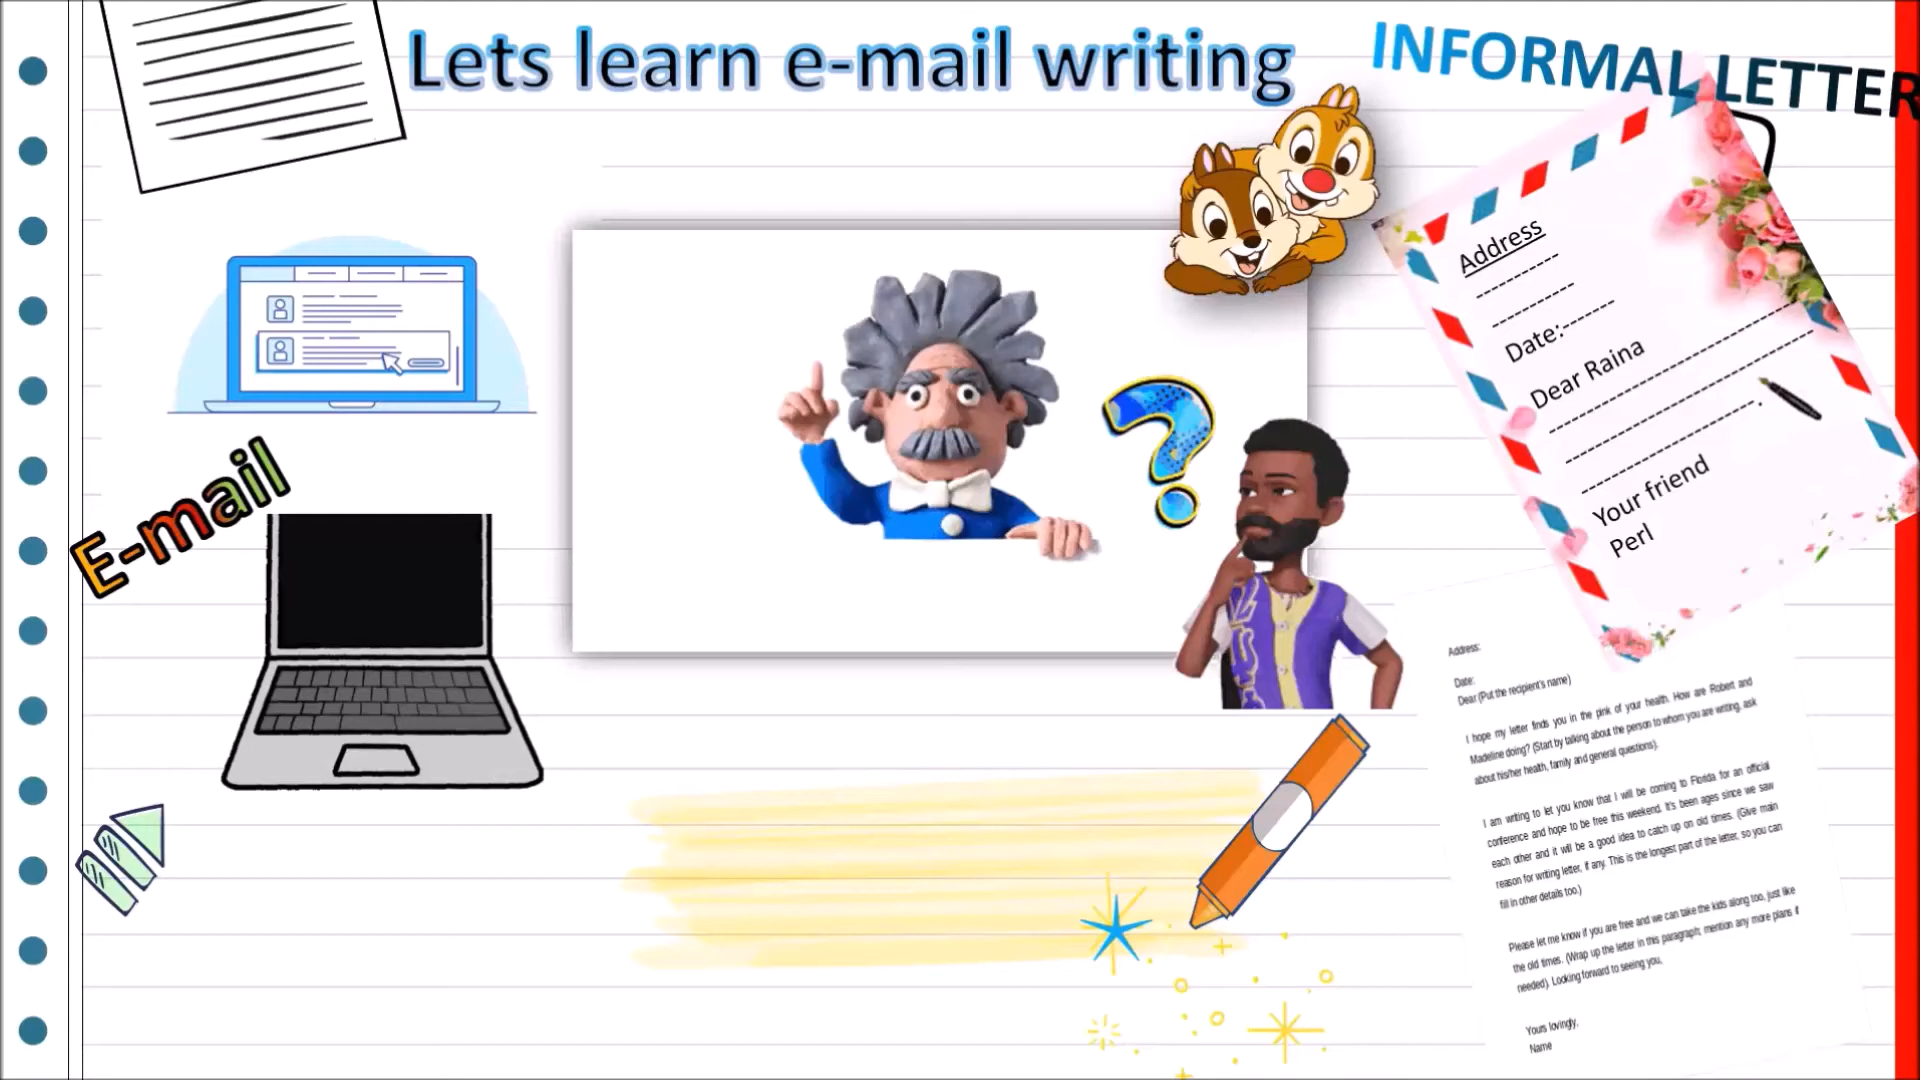 Lets learn e-mail writing
INFORMAL LETTER
E-mail
Address
----------
----------
Date:------
Dear Raina
Your friend
Perl
Address:
Date:
Dear (Put the recipient's name)
I hope my letter finds you in the pink of your health. How are Robert and
Madeline doing? (Start by talking about the person to whom you are writing, ask
about his/her health, family and general questions).
I am writing to let you know that I will be coming to Florida for an official
conference and hope to be free this weekend. It's been ages since we saw
each other and it will be a good idea to catch up on old times. (Give main
reason for writing letter, if any. This is the longest part of the letter, so you can
fill in other details too.)
Please let me know if you are free and we can take the kids along too, just like
the old times. (Wrap up the letter in this paragraph; mention any more plans if
needed). Looking forward to seeing you,
Yours lovingly,
Name